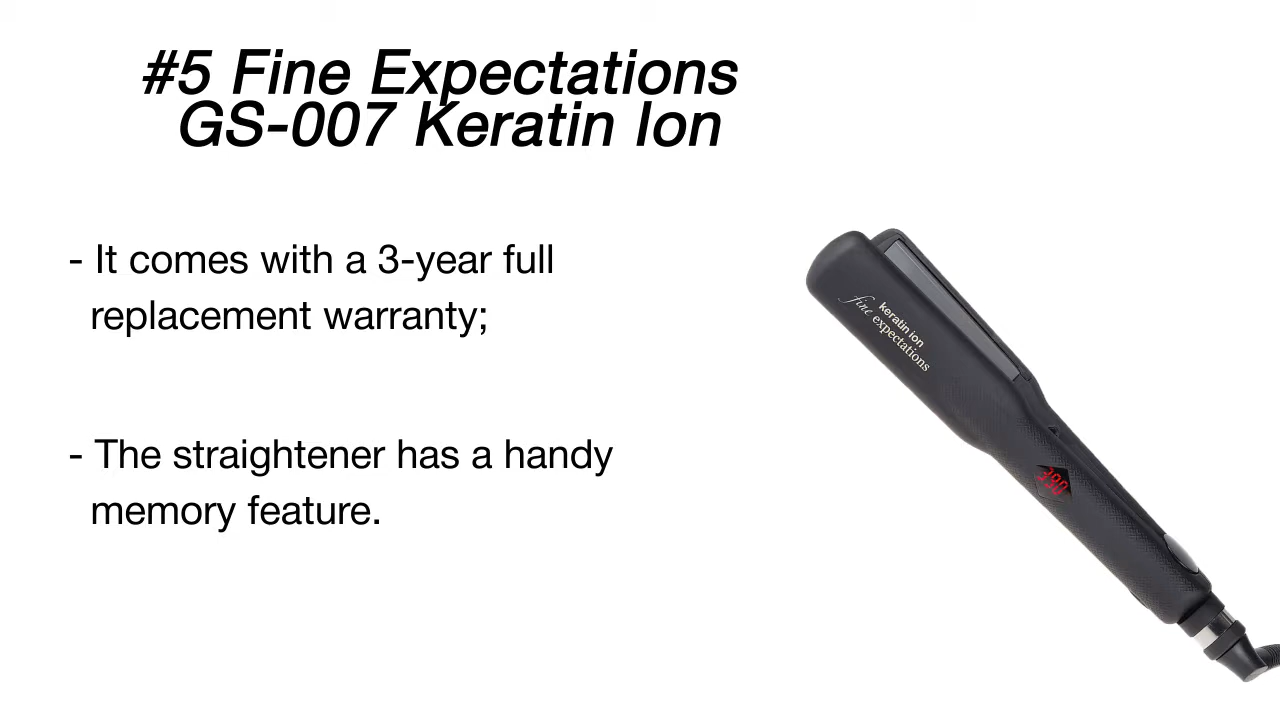 #5 Fine Expectations
GS-007 Keratin Ion
- It comes with a 3-year full
replacement warranty;
- The straightener has a handy
memory feature.
keratin ion
fine expectations
390